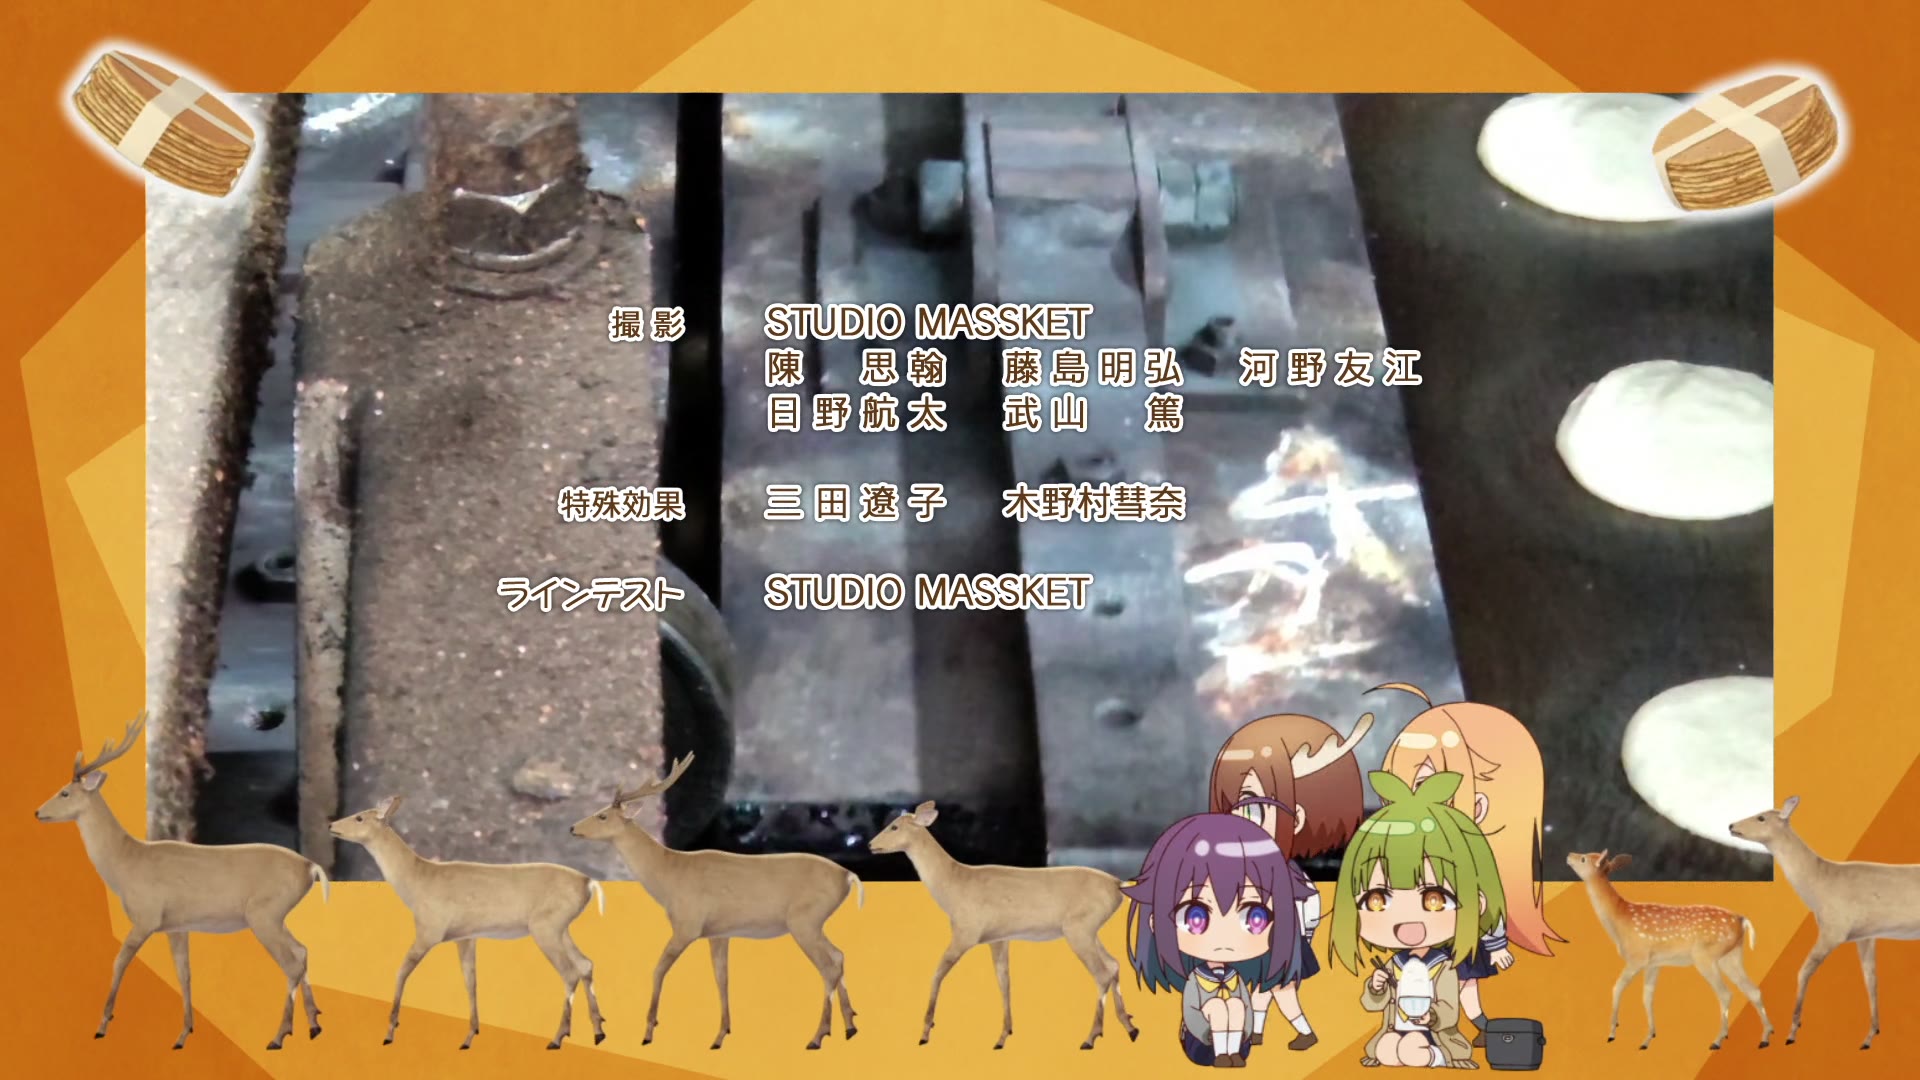 撮影 STUDIO MASSKET
陳 思翰 藤島明弘 河野友江
日野航太 武山 篤
特殊効果 三田遼子 木野村彗奈
ラインテスト STUDIO MASSKET